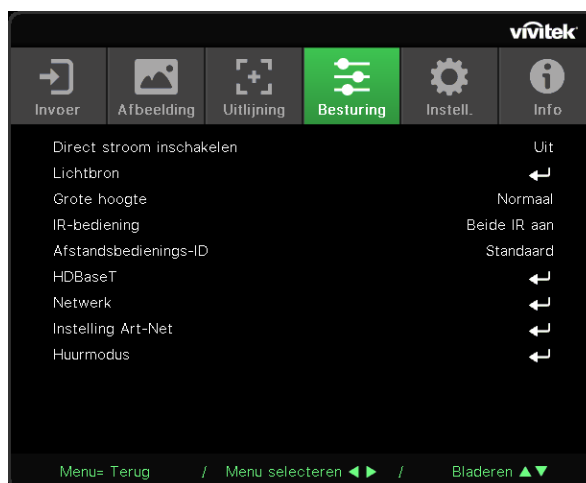 vivitek
Invoer Afbeelding Uitlijning Besturing Instell. Info
Direct stroom inschakelen Uit
Lichtbron
Grote hoogte Normaal
IR-bediening Beide IR aan
Afstandsbedienings-ID Standaard
HDBaseT
Netwerk
Instelling Art-Net
Huurmodus
Menu= Terug / Menu selecteren ◀ ▶ / Bladeren ▲▼